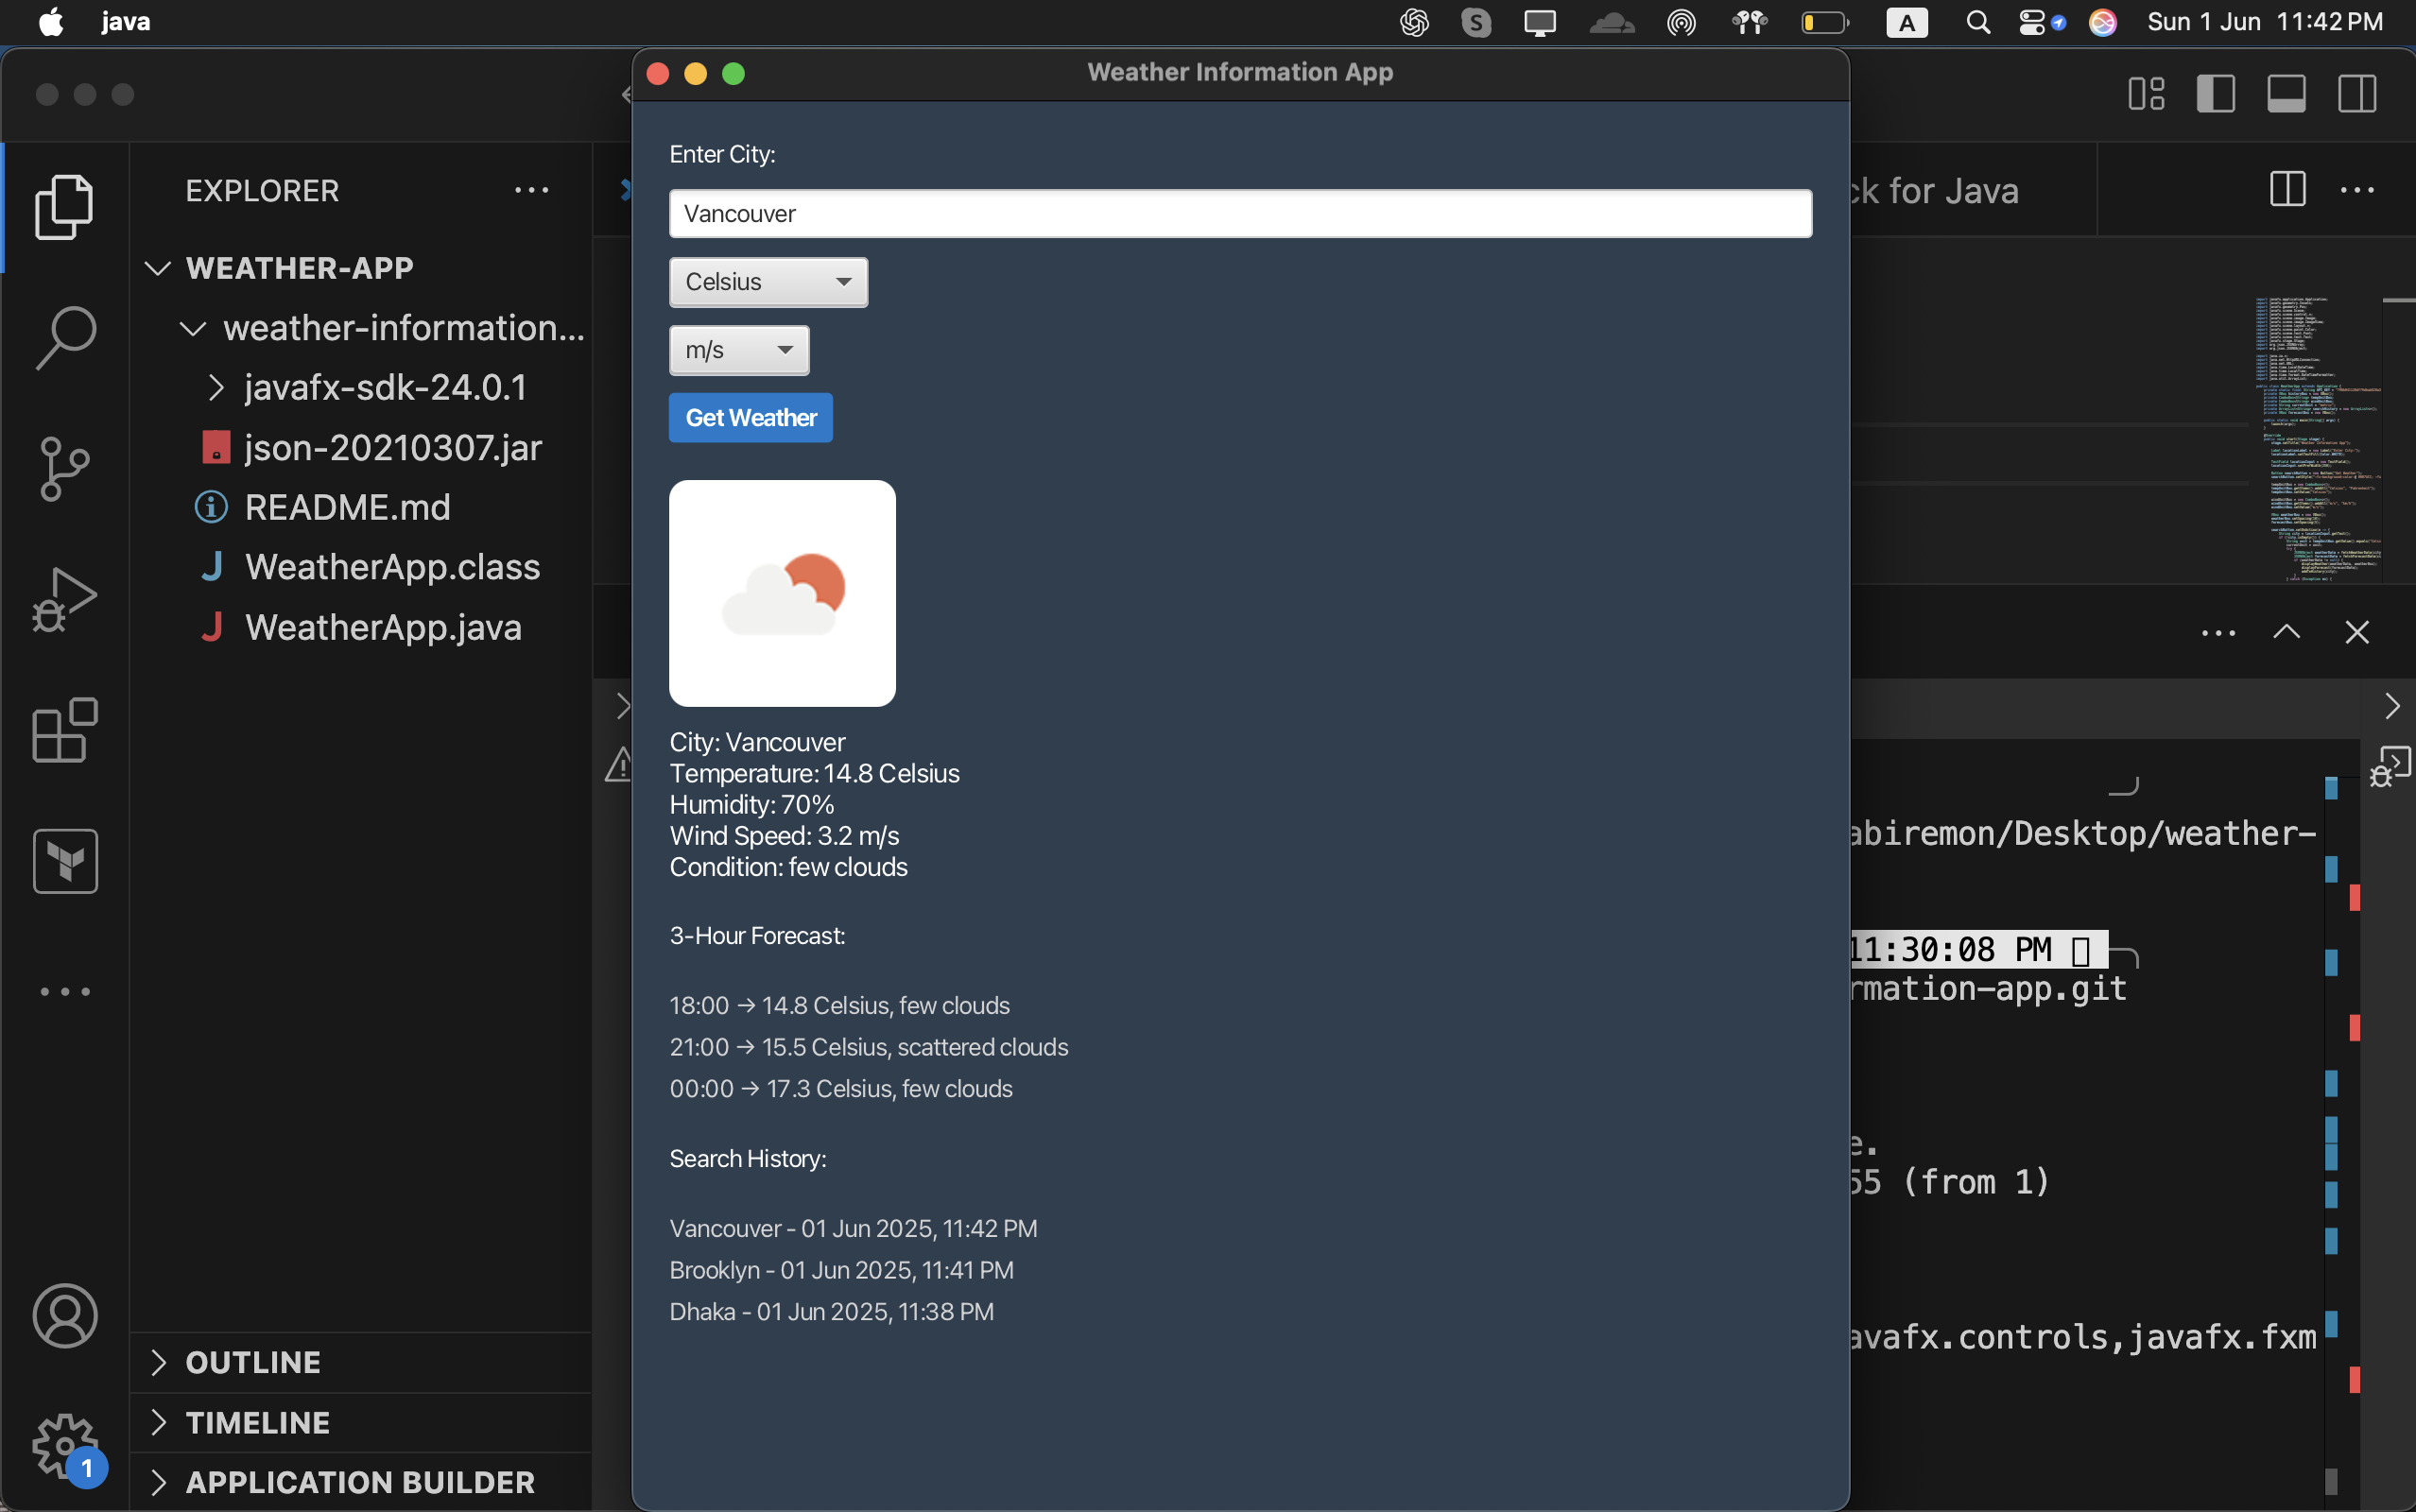 java
A
Sun 1 Jun 11:42 PM
Weather Information App
EXPLORER
WEATHER-APP
weather-information...
javafx-sdk-24.0.1
json-20210307.jar
README.md
WeatherApp.class
WeatherApp.java
OUTLINE
TIMELINE
APPLICATION BUILDER
1
Enter City:
Vancouver
Celsius
m/s
Get Weather
City: Vancouver
Temperature: 14.8 Celsius
Humidity: 70%
Wind Speed: 3.2 m/s
Condition: few clouds
3-Hour Forecast:
18:00 → 14.8 Celsius, few clouds
21:00 → 15.5 Celsius, scattered clouds
00:00 → 17.3 Celsius, few clouds
Search History:
Vancouver - 01 Jun 2025, 11:42 PM
Brooklyn - 01 Jun 2025, 11:41 PM
Dhaka - 01 Jun 2025, 11:38 PM
ck for Java
abiremon/Desktop/weather-
11:30:08 PM
rmation-app.git
e.
55 (from 1)
avafx.controls,javafx.fxm